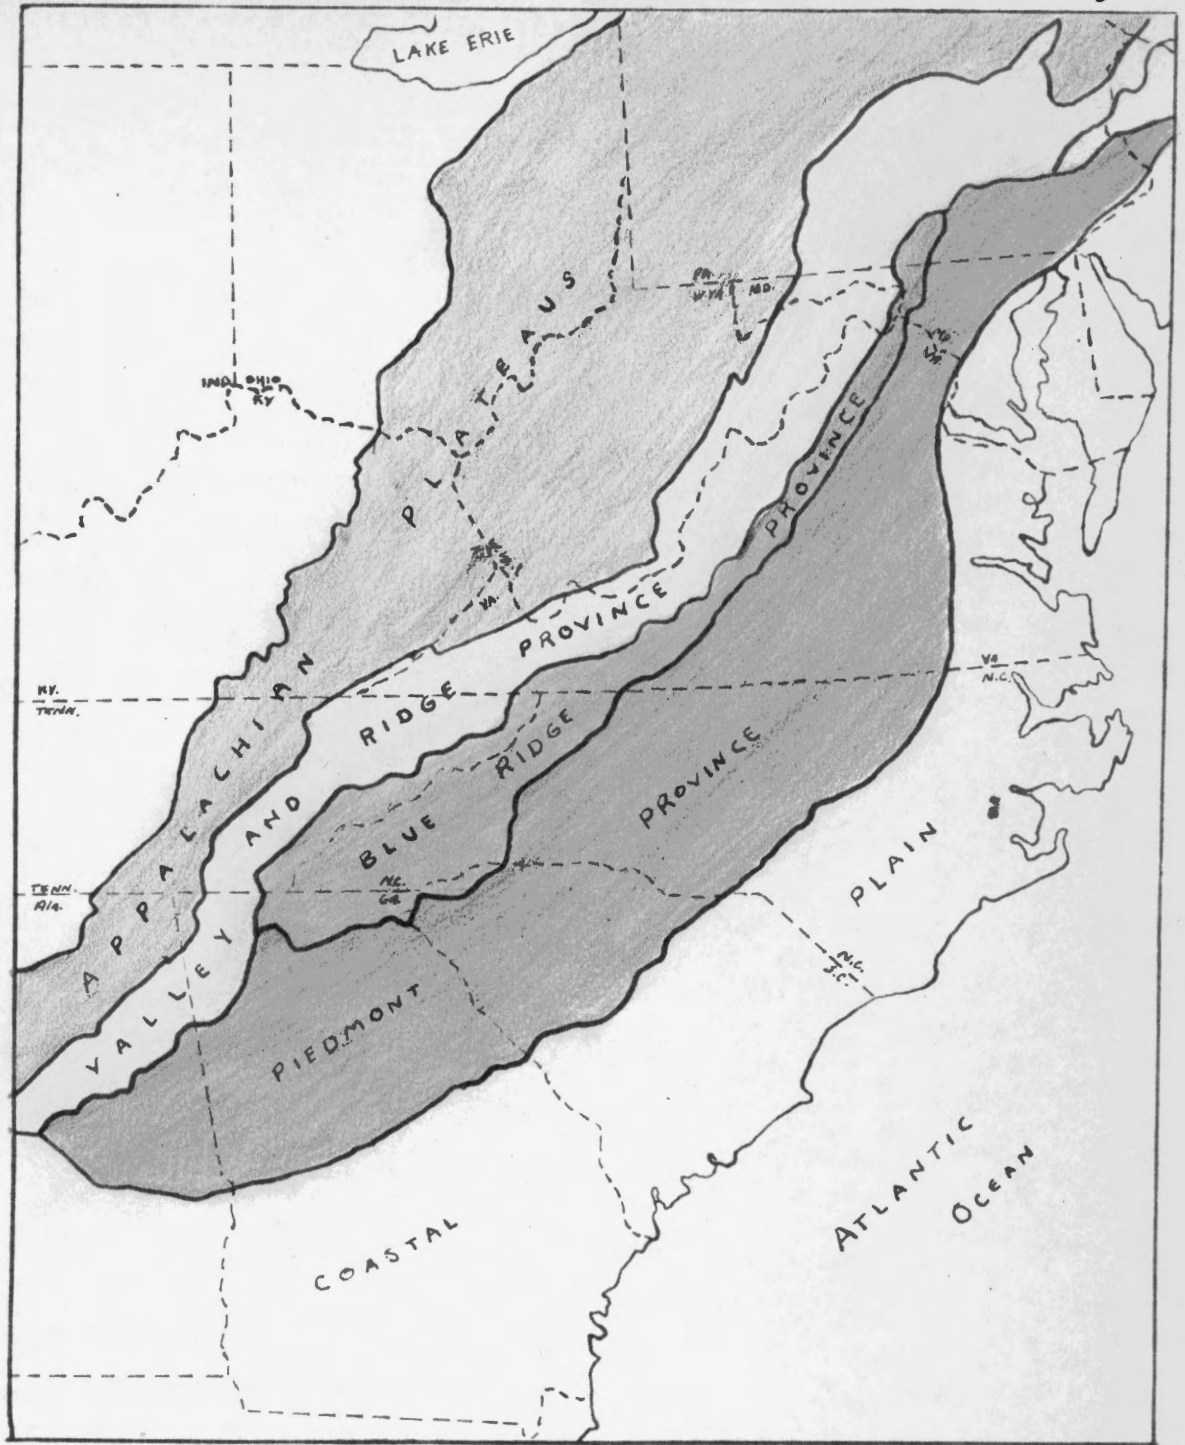 LAKE ERIE
APPALACHIAN PLATEAUS
PA.
W.VA. MD.
IND. OHIO
KY
MD
VA.
KY.
TENN.
VALLEY AND RIDGE PROVINCE
BLUE RIDGE PROVINCE
VA
N.C.
TENN.
Ala.
N.C.
GA.
PIEDMONT PROVINCE
N.C.
S.C.
COASTAL PLAIN
ATLANTIC
OCEAN